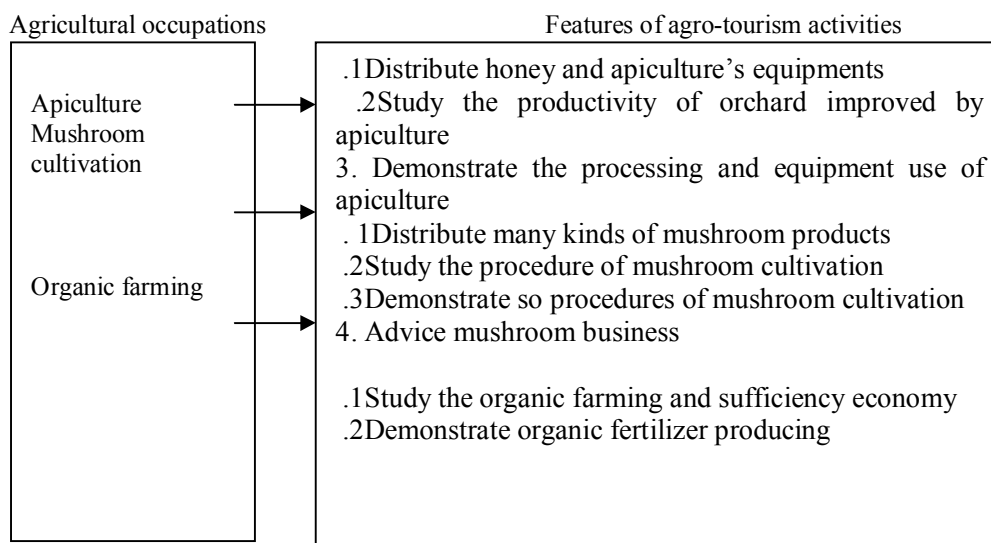 Agricultural occupations
Features of agro-tourism activities
Apiculture
Mushroom
cultivation
Organic farming
.1Distribute honey and apiculture's equipments
.2Study the productivity of orchard improved by
apiculture
3. Demonstrate the processing and equipment use of
apiculture
. 1Distribute many kinds of mushroom products
.2Study the procedure of mushroom cultivation
.3Demonstrate so procedures of mushroom cultivation
4. Advice mushroom business
.1Study the organic farming and sufficiency economy
.2Demonstrate organic fertilizer producing